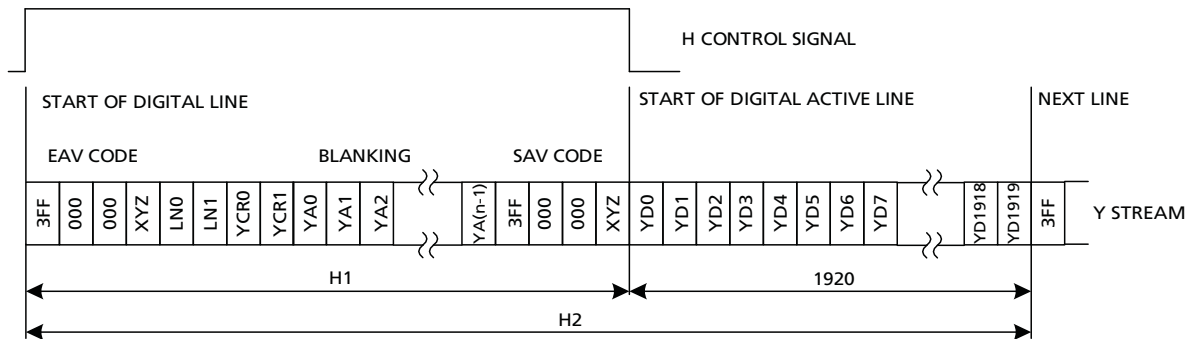 H CONTROL SIGNAL
START OF DIGITAL LINE
START OF DIGITAL ACTIVE LINE
NEXT LINE
EAV CODE
BLANKING
SAV CODE
3FF 000 000 XYZ LN0 LN1 YCR0 YCR1 YA0 YA1 YA2 YA(n-1) 3FF 000 000 XYZ YD0 YD1 YD2 YD3 YD4 YD5 YD6 YD7 YD1918 YD1919 3FF
Y STREAM
H1
1920
H2